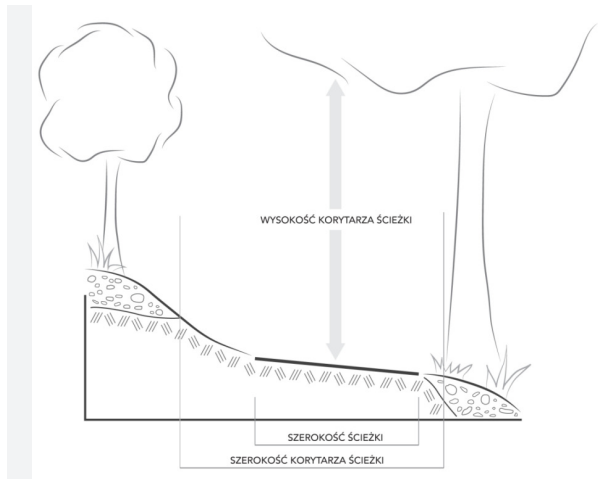 WYSOKOŚĆ KORYTARZA ŚCIEŻKI
SZEROKOŚĆ ŚCIEŻKI
SZEROKOŚĆ KORYTARZA ŚCIEŻKI